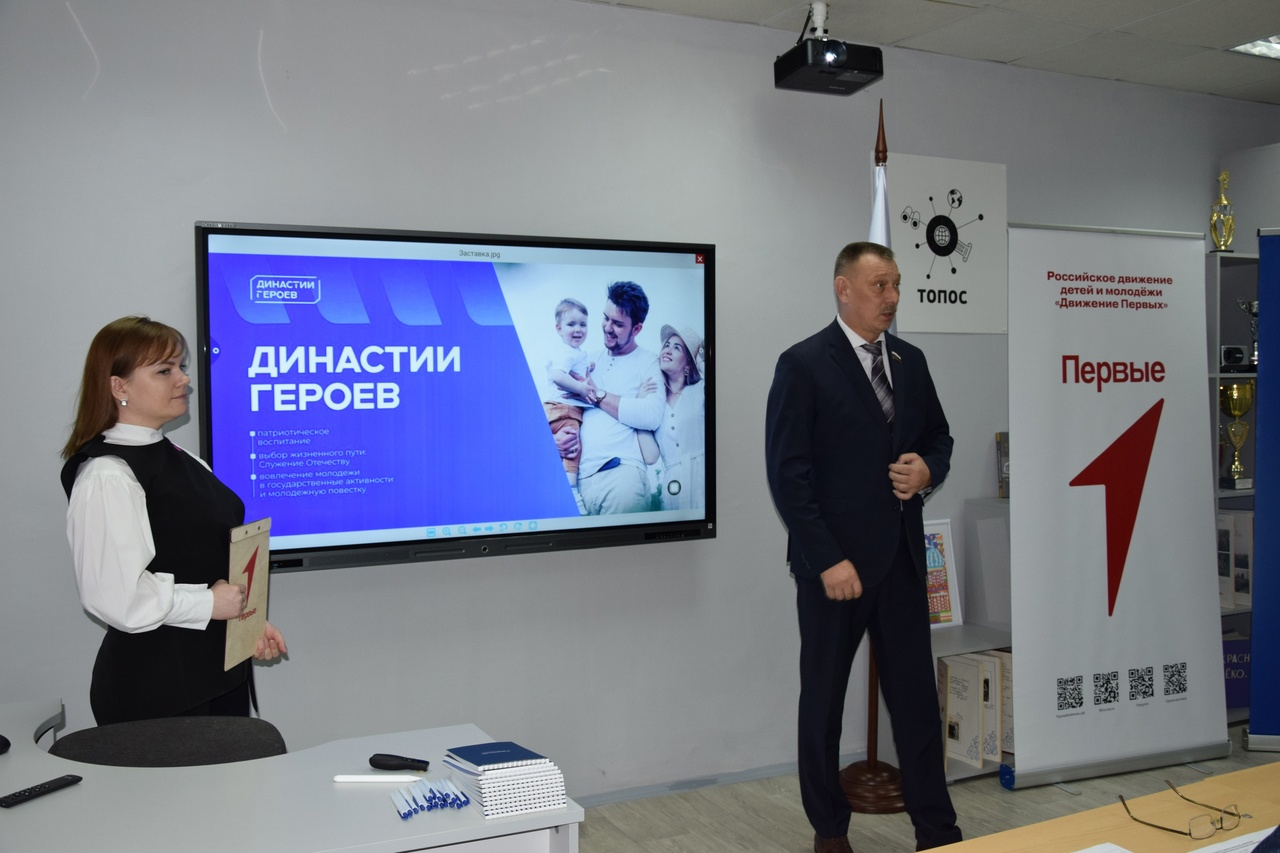 Заставка.jpg
ДИНАСТИИ
ГЕРОЕВ
ДИНАСТИИ
ГЕРОЕВ
патриотическое
воспитание
выбор жизненного пути:
Служение Отечеству
вовлечение молодежи
в государственные активности
и молодежную повестку
Первые
ТОПОС
Российское движение
детей и молодёжи
«Движение Первых»
Первые